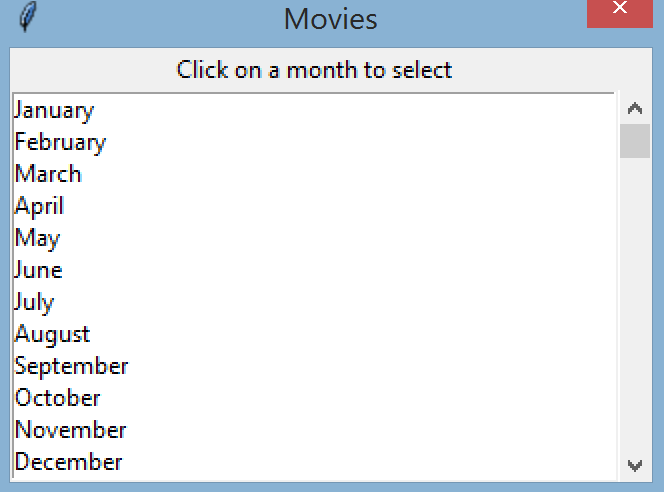 Movies
Click on a month to select
January
February
March
April
May
June
July
August
September
October
November
December